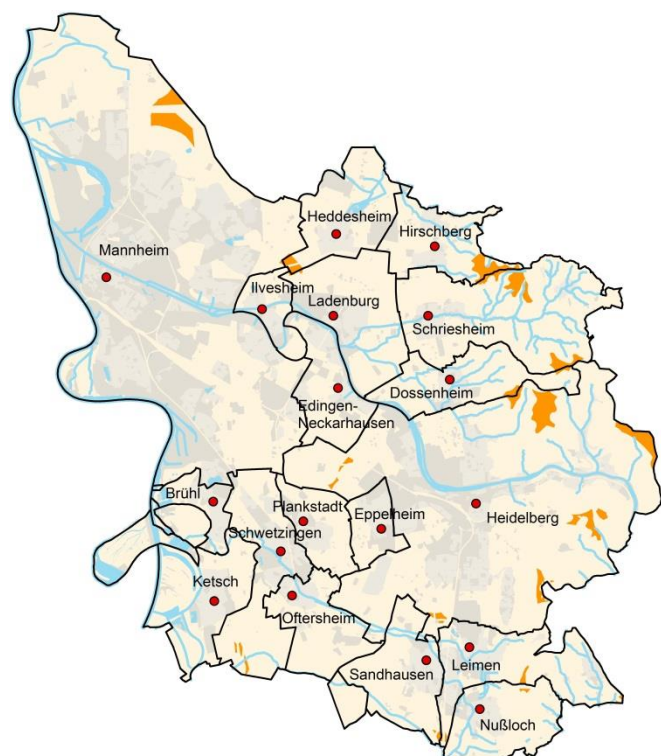 Heddesheim
Hirschberg
Mannheim
Ilvesheim
Ladenburg
Schriesheim
Dossenheim
Edingen-
Neckarhausen
Brühl
Plankstadt
Eppelheim
Heidelberg
Schwetzingen
Ketsch
Oftersheim
Sandhausen
Leimen
Nußloch